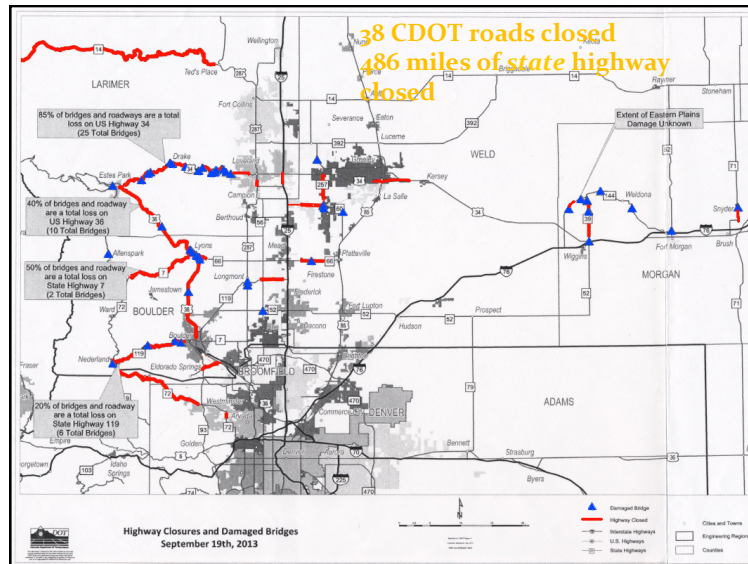 38 CDOT roads closed
486 miles of state highway
closed
Wellington
Ted's Place
LARIMER
Fort Collins
Severance
Eaton
Lucerne
WELD
Briggsdale
Keota
Raymer
Stoneham
85% of bridges and roadways are a total
loss on US Highway 34
(25 Total Bridges)
Extent of Eastern Plains
Damage Unknown
Drake
Estes Park
Loveland
Kersey
La Salle
Campion
Berthoud
Weldona
Snyder
40% of bridges and roadway
are a total loss on
US Highway 36
(10 Total Bridges)
Allenspark
Lyons
Mead
Platteville
Wiggins
Fort Morgan
Brush
50% of bridges and roadway
are a total loss on
State Highway 7
(2 Total Bridges)
Longmont
Firestone
Frederick
MORGAN
Jamestown
Ward
BOULDER
Fort Lupton
Dacono
Hudson
Prospect
Boulder
Nederland
Eldorado Springs
BROOMFIELD
20% of bridges and roadway
are a total loss on
State Highway 119
(6 Total Bridges)
Westminster
Arvada
Commerce
DENVER
ADAMS
Golden
Empire
Idaho
Springs
Denver
Aurora
Bennett
Strasburg
Byers
DOT
Highway Closures and Damaged Bridges
September 19th, 2013
N
Damaged Bridge
Highway Closed
Interstate Highways
U.S. Highways
State Highways
Cities and Towns
Engineering Region
Counties